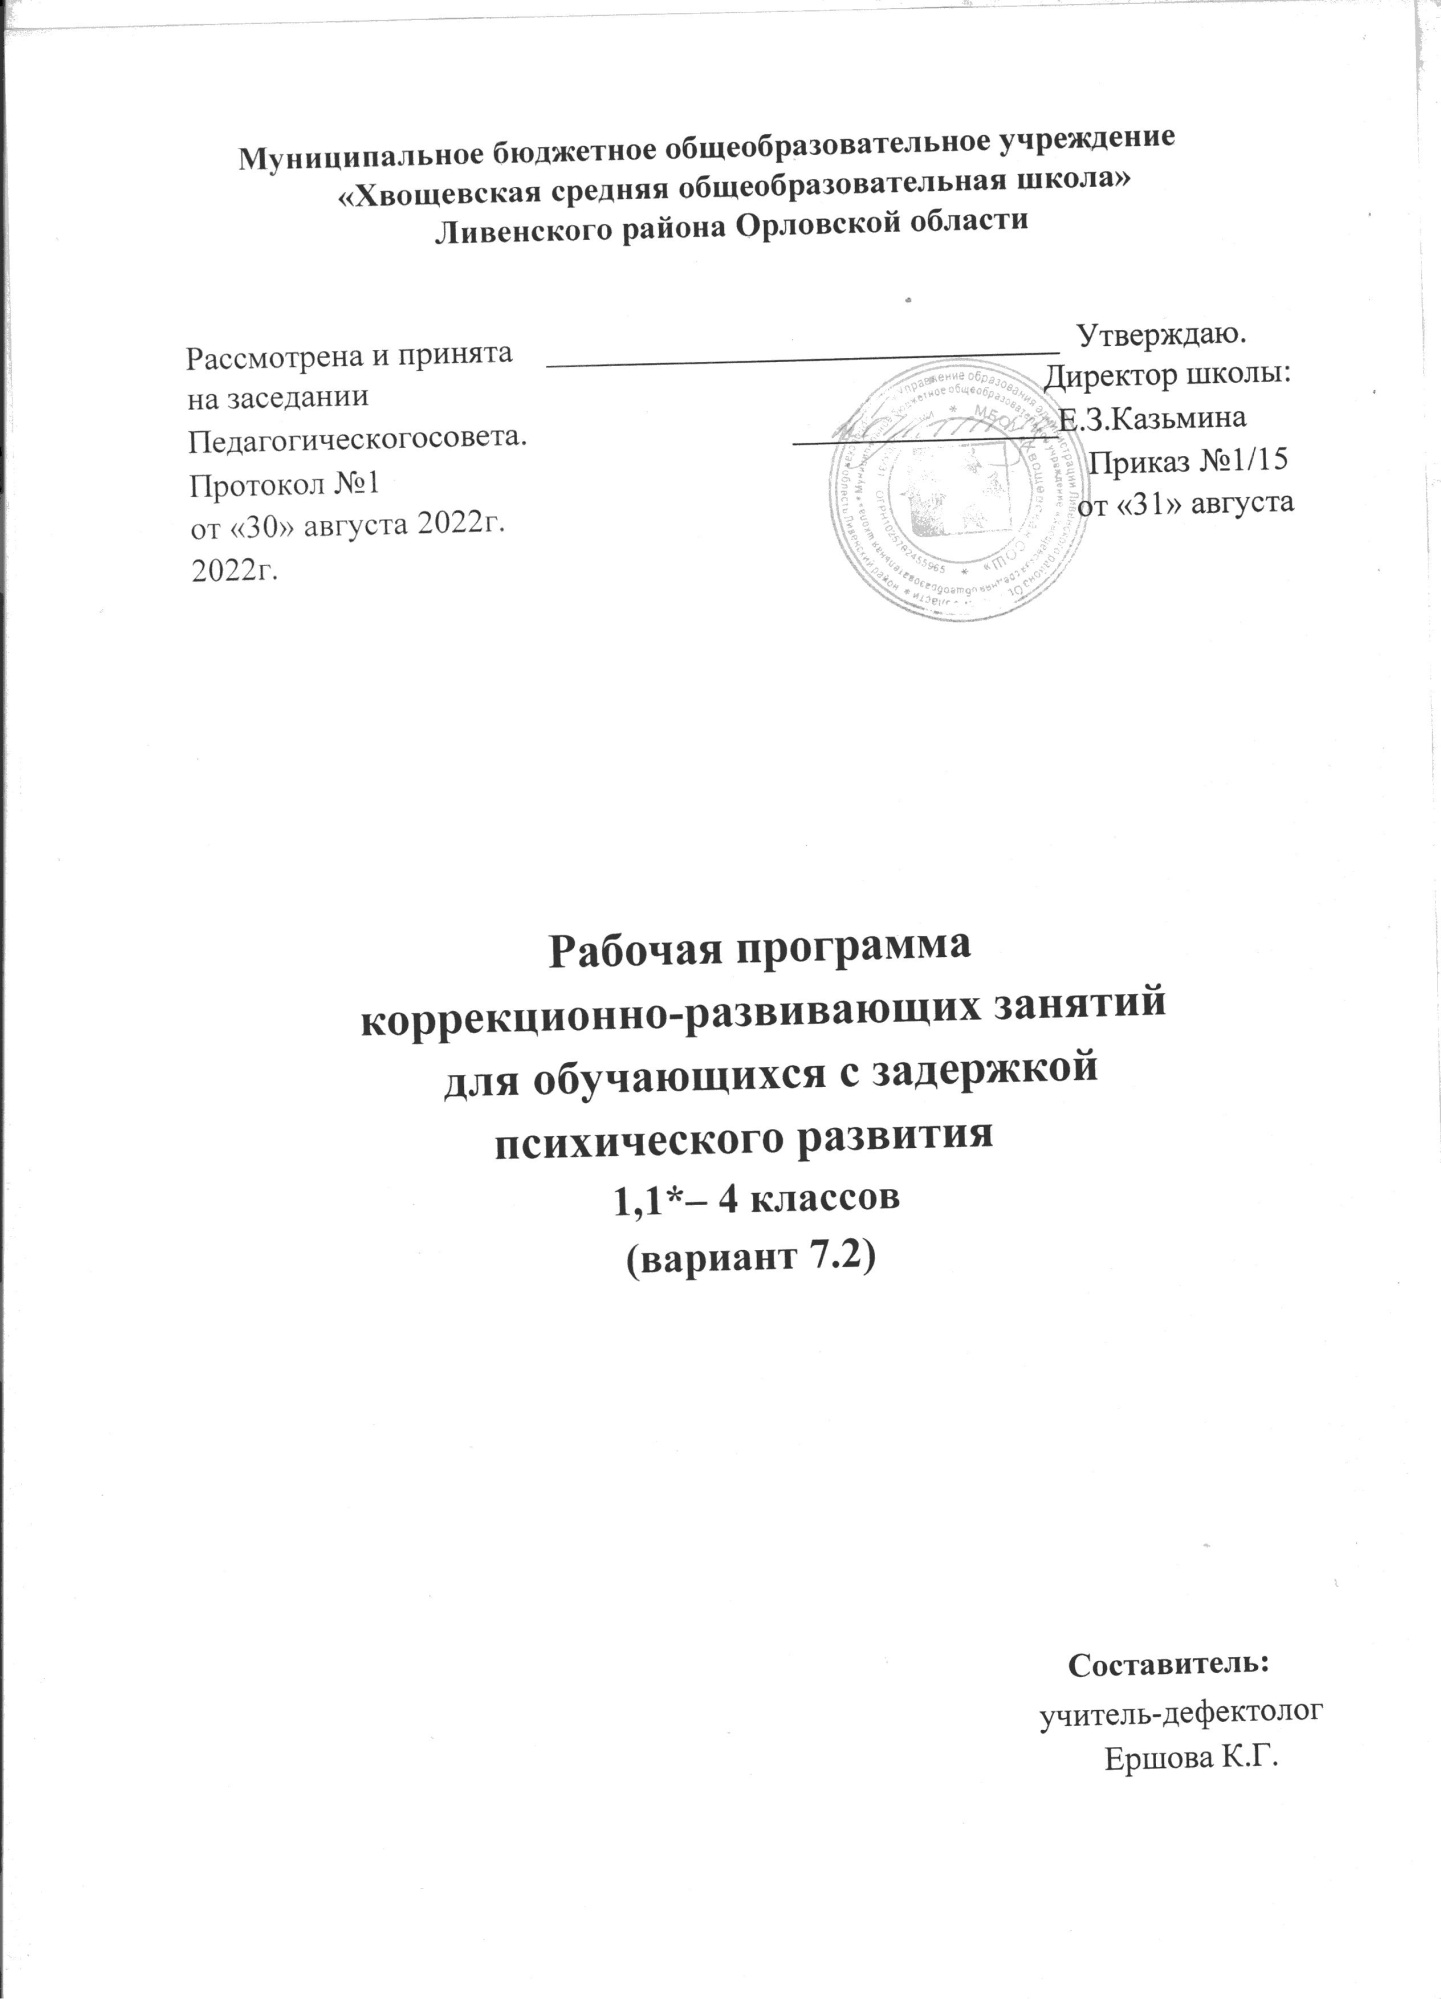 Муниципальное бюджетное общеобразовательное учреждение
«Хвощевская средняя общеобразовательная школа»
Ливенского района Орловской области
Рассмотрена и принята Утверждаю.
на заседании Директор школы:
Педагогическогосовета. Е.З.Казьмина
Протокол №1 Приказ №1/15
от «30» августа 2022г. от «31» августа
2022г.
ОГРН1025782455965
Рабочая программа
коррекционно-развивающих занятий
для обучающихся с задержкой
психического развития
1,1*– 4 классов
(вариант 7.2)
Составитель:
учитель-дефектолог
Ершова К.Г.